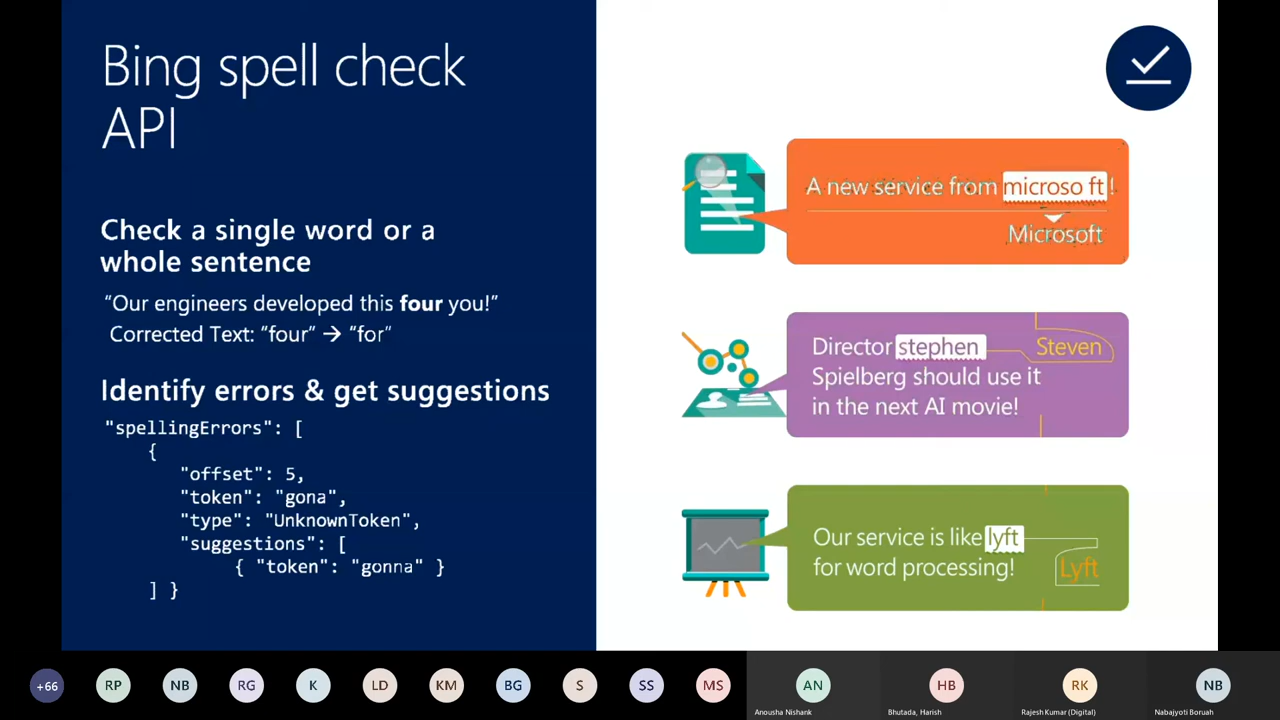 Bing spell check
API
Check a single word or a
whole sentence
“Our engineers developed this four you!”
Corrected Text: “four” → “for”
Identify errors & get suggestions
"spellingErrors": [
{
"offset": 5,
"token": "gona",
"type": "UnknownToken",
"suggestions": [
{ "token": "gonna" }
] }
A new service from microso ft !
Microsoft
Director stephen Steven
Spielberg should use it
in the next AI movie!
Our service is like lyft
for word processing! Lyft
+66 RP NB RG K LD KM BG S SS MS AN HB RK NB
Anousha Nishank Bhutada, Harish Rajesh Kumar (Digital) Nabajyoti Boruah